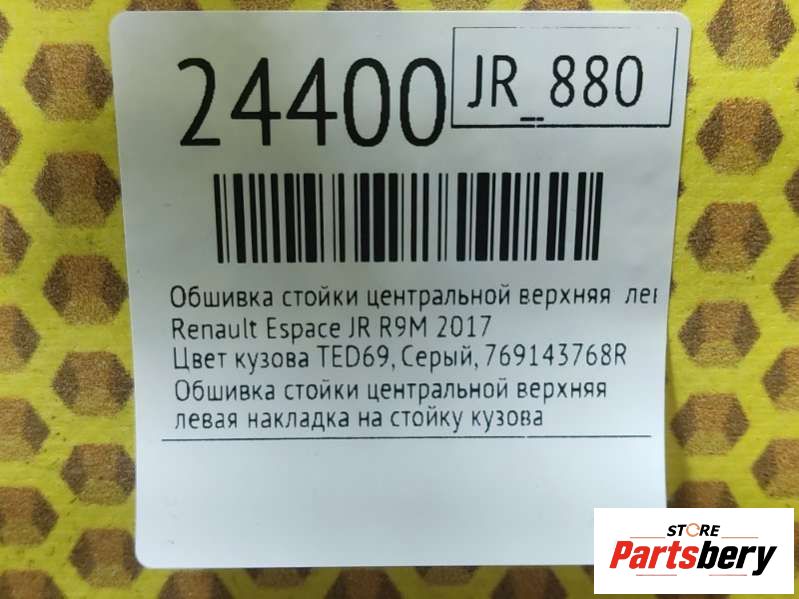 24400
JR_880
Обшивка стойки центральной верхняя лев
Renault Espace JR R9M 2017
Цвет кузова TED69, Серый, 769143768R
Обшивка стойки центральной верхняя
левая накладка на стойку кузова
STORE
Partsbery